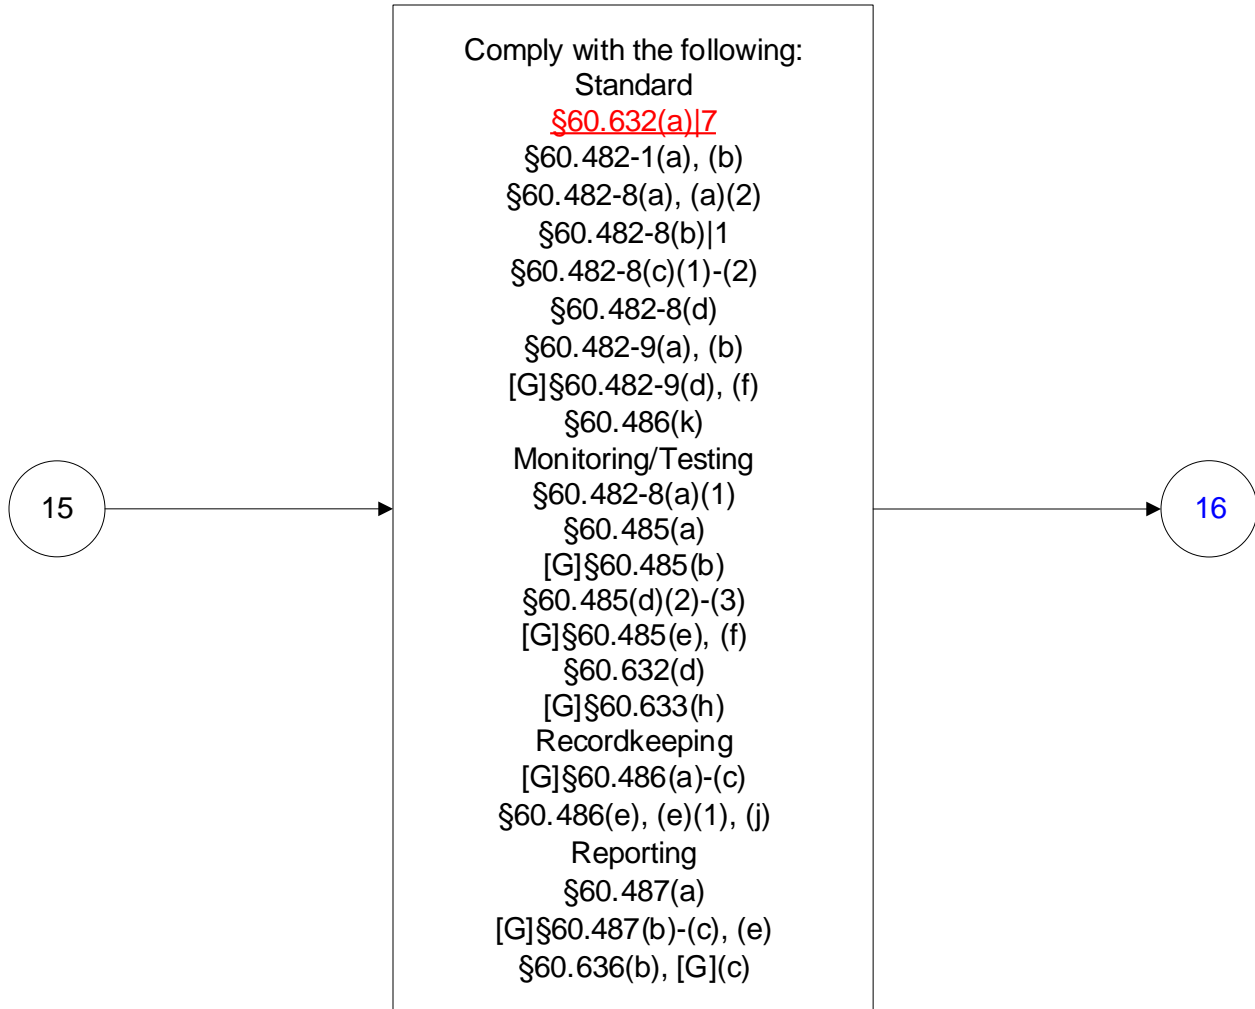 Comply with the following:
Standard
§60.632(a)|7
§60.482-1(a), (b)
§60.482-8(a), (a)(2)
§60.482-8(b)|1
§60.482-8(c)(1)-(2)
§60.482-8(d)
§60.482-9(a), (b)
[G]§60.482-9(d), (f)
§60.486(k)
Monitoring/Testing
§60.482-8(a)(1)
15
§60.485(a)
16
[G]§60.485(b)
§60.485(d)(2)-(3)
[G]§60.485(e), (f)
§60.632(d)
[G]§60.633(h)
Recordkeeping
[G]§60.486(a)-(c)
§60.486(e), (e)(1), (j)
Reporting
§60.487(a)
[G]§60.487(b)-(c), (e)
§60.636(b), [G](c)